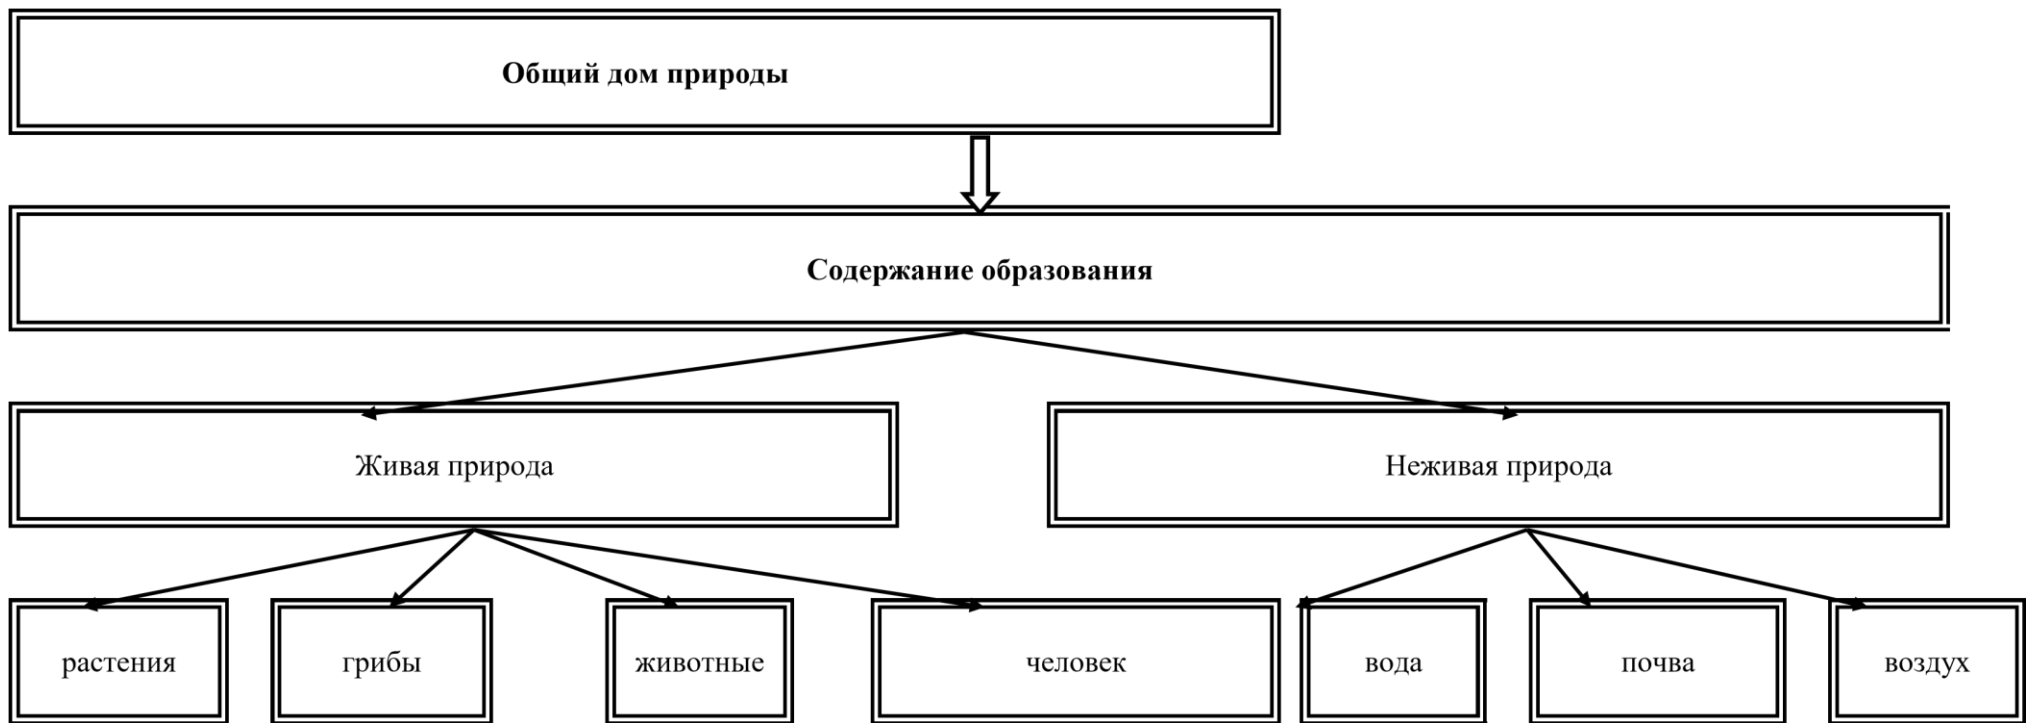 Общий дом природы
Содержание образования
Живая природа
Неживая природа
растения
грибы
животные
человек
вода
почва
воздух